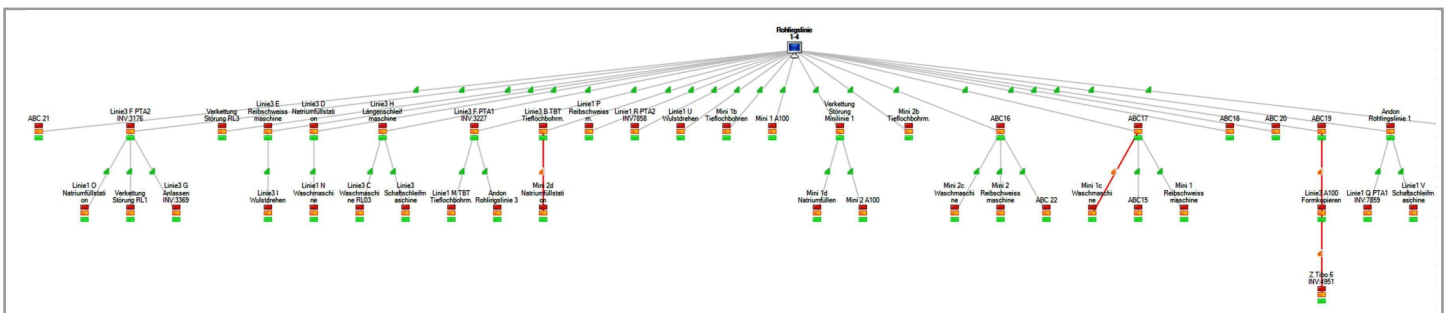 Rohlingslinie
1-4
ABC 21
Linie3 F PTA2
INV:3176
Verkettung
Störung RL3
Linie3 E
Reibschweiss
maschine
Linie3 D
Natriumfüllstati
on
Linie3 H
Längenschleif
maschine
Linie3 F PTA1
INV:3227
Linie3 B TBT
Tieflochbohrm.
Linie1 P
Reibschweiss
m.
Linie1 R-PTA2
INV7858
Linie1 U
Wulstdrehen
Mini 1b
Tieflochbohren
Mini 1 A100
Verkettung
Störung
Minilinie 1
Mini 2b
Tieflochbohrm.
ABC16
ABC17
ABC18
ABC 20
ABC19
Andon
Rohlingslinie 1
Linie1 O
Natriumfüllstati
on
Verkettung
Störung RL1
Linie3 G
Anlassen
INV:3369
Linie3 I
Wulstdrehen
Linie1 N
Waschmaschi
ne
Linie3 C
Waschmaschi
ne RL03
Linie3
Schaftschleifm
aschine
Linie1 M TBT
Tieflochbohrm.
Andon
Rohlingslinie 3
Mini 2d
Natriumfüllstati
on
Mini 1d
Natriumfüllen
Mini 2 A100
Mini 2c
Waschmaschi
ne
Mini 2
Reibschweiss
maschine
ABC 22
Mini 1c
Waschmaschi
ne
ABC15
Mini 1
Reibschweiss
maschine
Linie3 A100
Formkopieren
Linie1 Q PTA1
INV:7859
Linie1 V
Schaftschleifm
aschine
Z Tipo 6
INV:4951